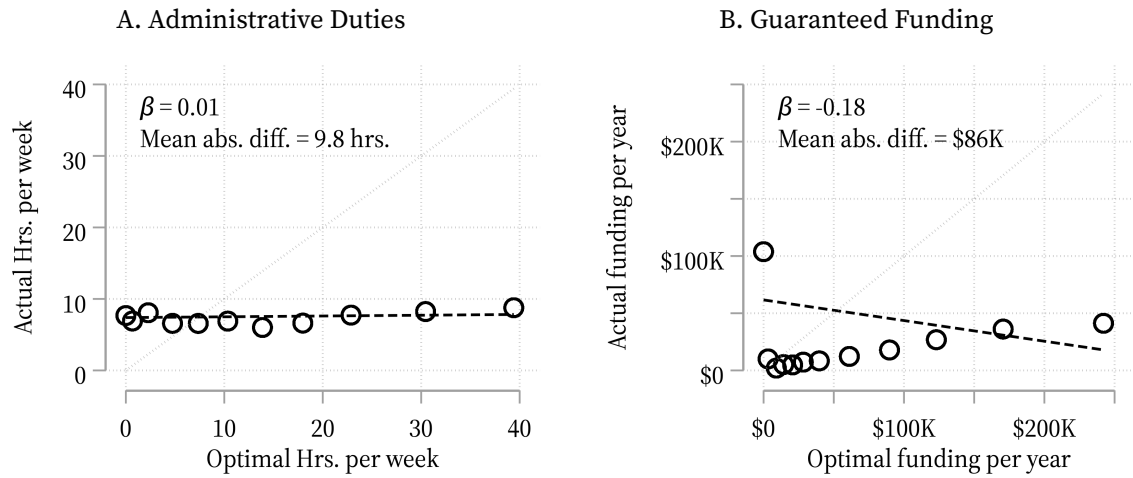 A. Administrative Duties
β = 0.01
Mean abs. diff. = 9.8 hrs.
Actual Hrs. per week
40
30
20
10
0
0 10 20 30 40
Optimal Hrs. per week
B. Guaranteed Funding
β = -0.18
Mean abs. diff. = $86K
Actual funding per year
$200K
$100K
$0
$0 $100K $200K
Optimal funding per year